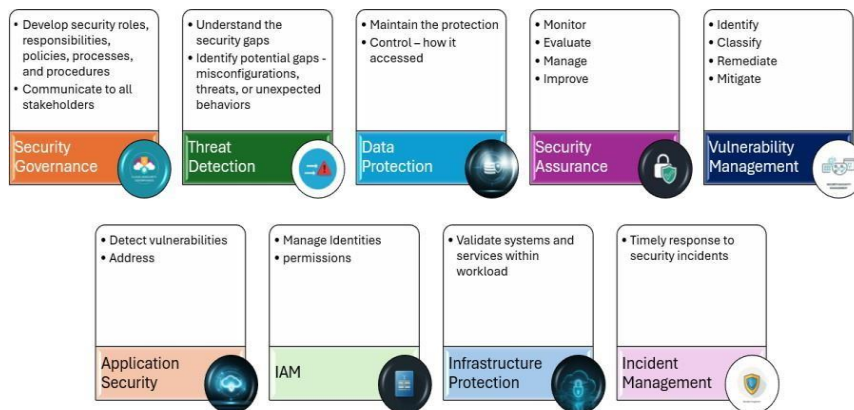 • Develop security roles,
responsibilities,
policies, processes,
and procedures
• Communicate to all
stakeholders
Security
Governance
• Understand the
security gaps
• Identify potential gaps -
misconfigurations,
threats, or unexpected
behaviors
Threat
Detection
• Maintain the protection
• Control – how it
accessed
Data
Protection
• Monitor
• Evaluate
• Manage
• Improve
Security
Assurance
• Identify
• Classify
• Remediate
• Mitigate
Vulnerability
Management
• Detect vulnerabilities
• Address
Application
Security
• Manage Identities
• permissions
IAM
• Validate systems and
services within
workload
Infrastructure
Protection
• Timely response to
security incidents
Incident
Management